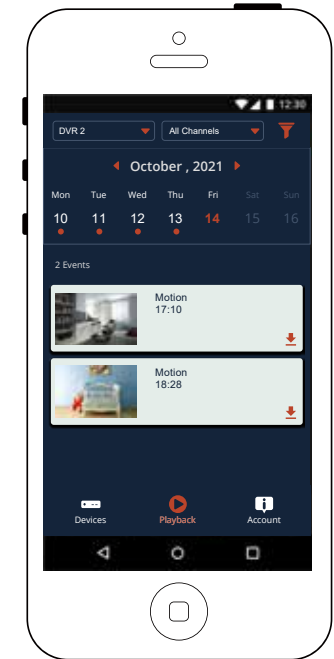 12:30
DVR 2 All Channels
October , 2021
Mon Tue Wed Thu Fri Sat Sun
10 11 12 13 14 15 16
2 Events
Motion
17:10
Motion
18:28
Devices Playback Account